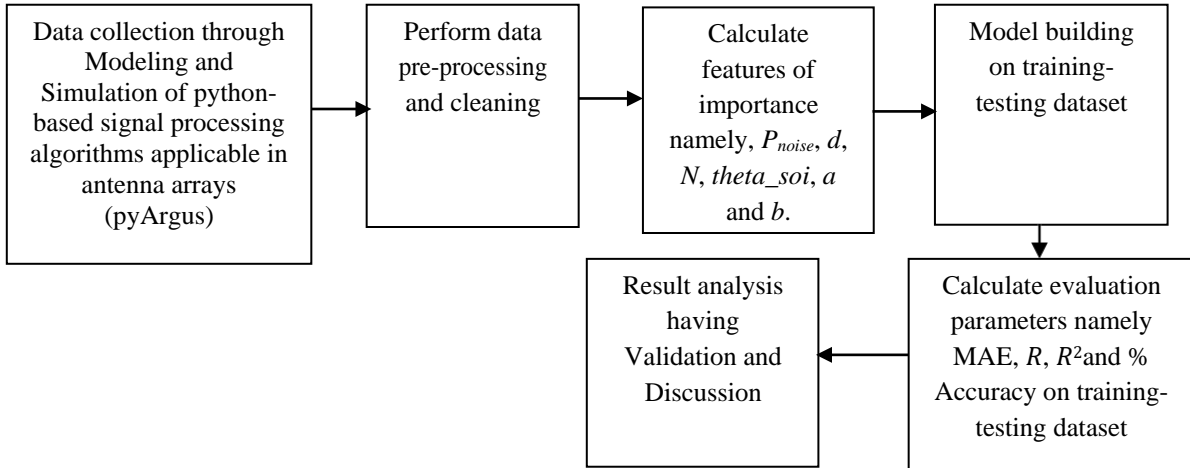 Data collection through
Modeling and
Simulation of python-
based signal processing
algorithms applicable in
antenna arrays
(pyArgus)
Perform data
pre-processing
and cleaning
Calculate
features of
importance
namely, P_noise, d,
N, theta_soi, a
and b.
Model building
on training-
testing dataset
Calculate evaluation
parameters namely
MAE, R, R² and %
Accuracy on training-
testing dataset
Result analysis
having
Validation and
Discussion